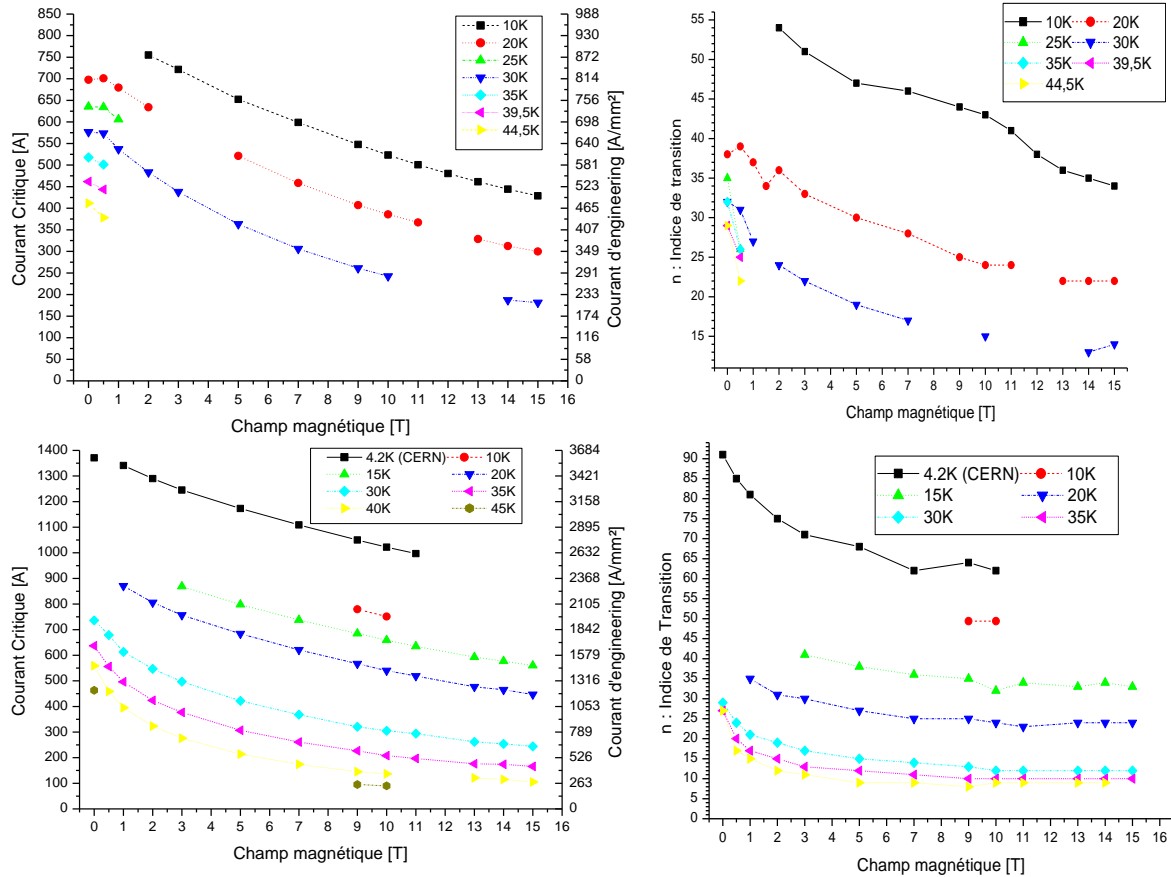 850
800
750
700
650
600
550
500
450
400
350
300
250
200
150
100
50
0
Courant Critique [A]
0 1 2 3 4 5 6 7 8 9 10 11 12 13 14 15 16
Champ magnétique [T]
988
930
872
814
756
698
640
581
523
465
407
349
291
233
174
116
58
0
Courant d'engineering [A/mm²]
10K
20K
25K
30K
35K
39,5K
44,5K
55
50
45
40
35
30
25
20
15
n : Indice de transition
0 1 2 3 4 5 6 7 8 9 10 11 12 13 14 15
Champ magnétique [T]
10K 20K
25K 30K
35K 39,5K
44,5K
1400
1300
1200
1100
1000
900
800
700
600
500
400
300
200
100
0
Courant Critique [A]
0 1 2 3 4 5 6 7 8 9 10 11 12 13 14 15 16
Champ magnétique [T]
3684
3421
3158
2895
2632
2368
2105
1842
1579
1316
1053
789
526
263
0
Courant d'engineering [A/mm²]
4.2K (CERN) 10K
15K 20K
30K 35K
40K 45K
90
85
80
75
70
65
60
55
50
45
40
35
30
25
20
15
10
5
0
n : Indice de Transition
0 1 2 3 4 5 6 7 8 9 10 11 12 13 14 15 16
Champ magnétique [T]
4.2K (CERN) 10K
15K 20K
30K 35K